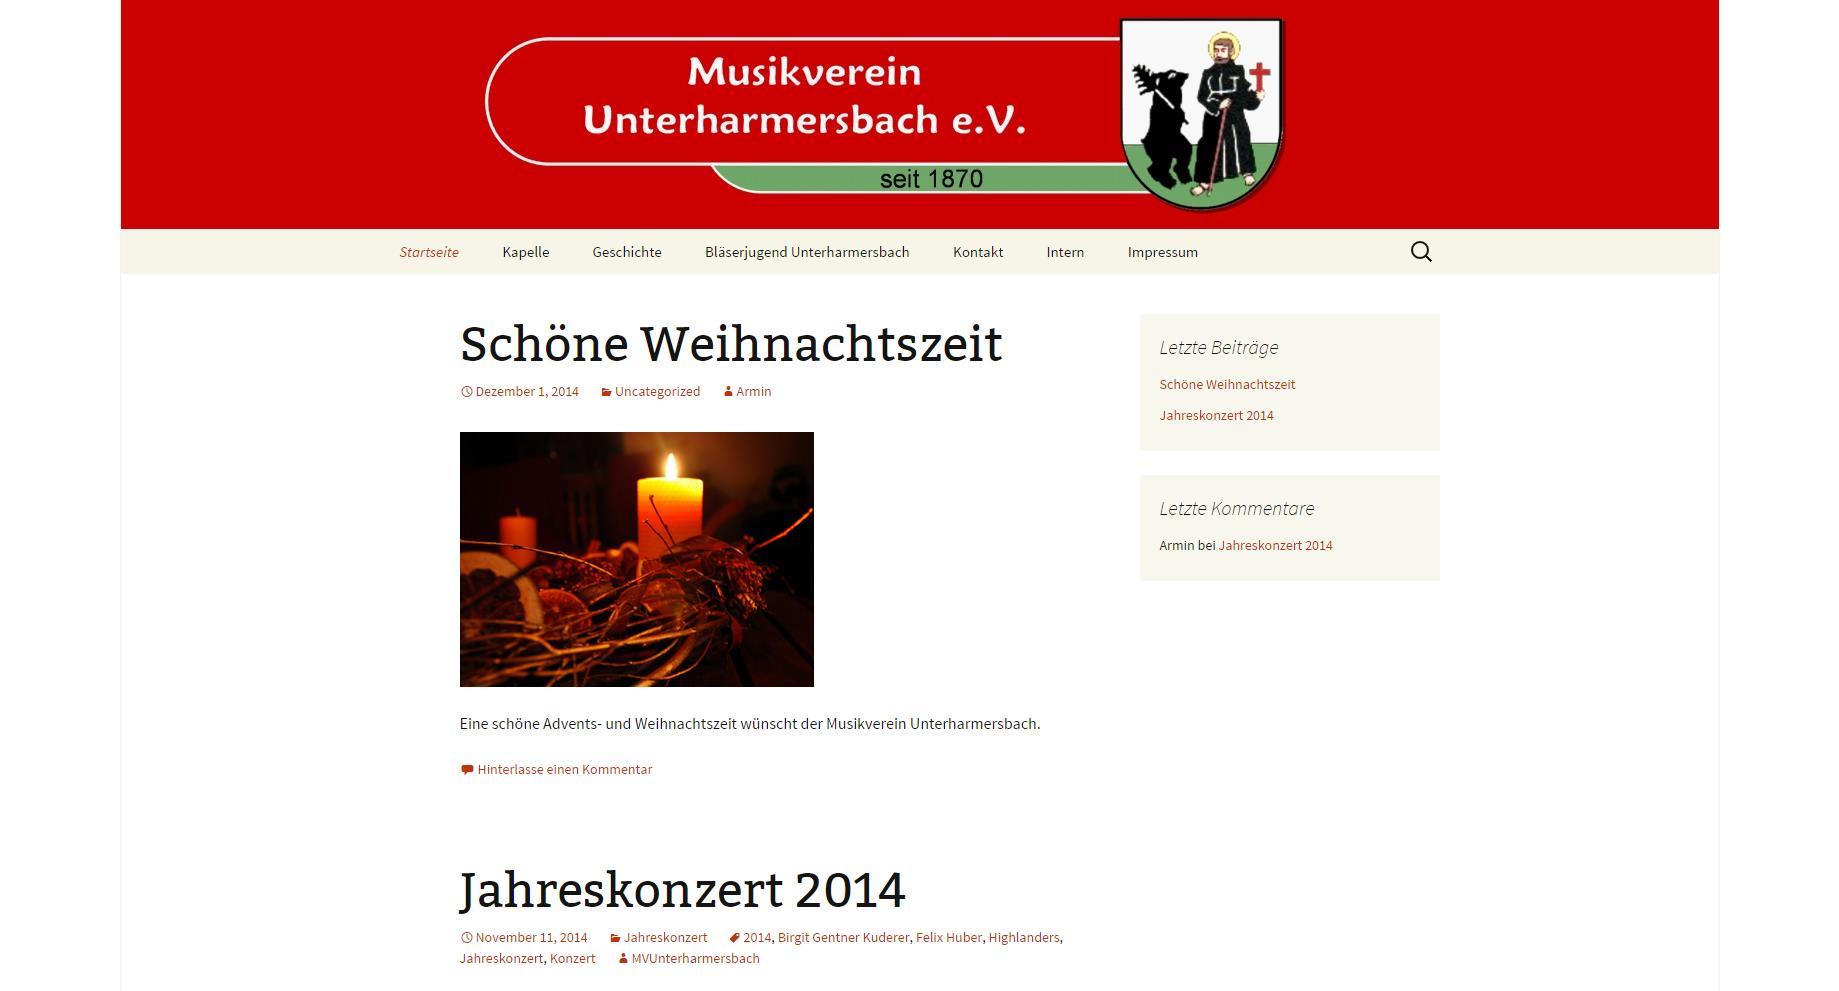 Musikverein
Unterharmersbach e.V.
seit 1870
Startseite Kapelle Geschichte Bläserjugend Unterharmersbach Kontakt Intern Impressum
Schöne Weihnachtszeit
Dezember 1, 2014 Uncategorized Armin
Eine schöne Advents- und Weihnachtszeit wünscht der Musikverein Unterharmersbach.
Hinterlasse einen Kommentar
Jahreskonzert 2014
November 11, 2014 Jahreskonzert 2014, Birgit Gentner Kuderer, Felix Huber, Highlanders,
Jahreskonzert, Konzert MVUnterharmersbach
Letzte Beiträge
Schöne Weihnachtszeit
Jahreskonzert 2014
Letzte Kommentare
Armin bei Jahreskonzert 2014